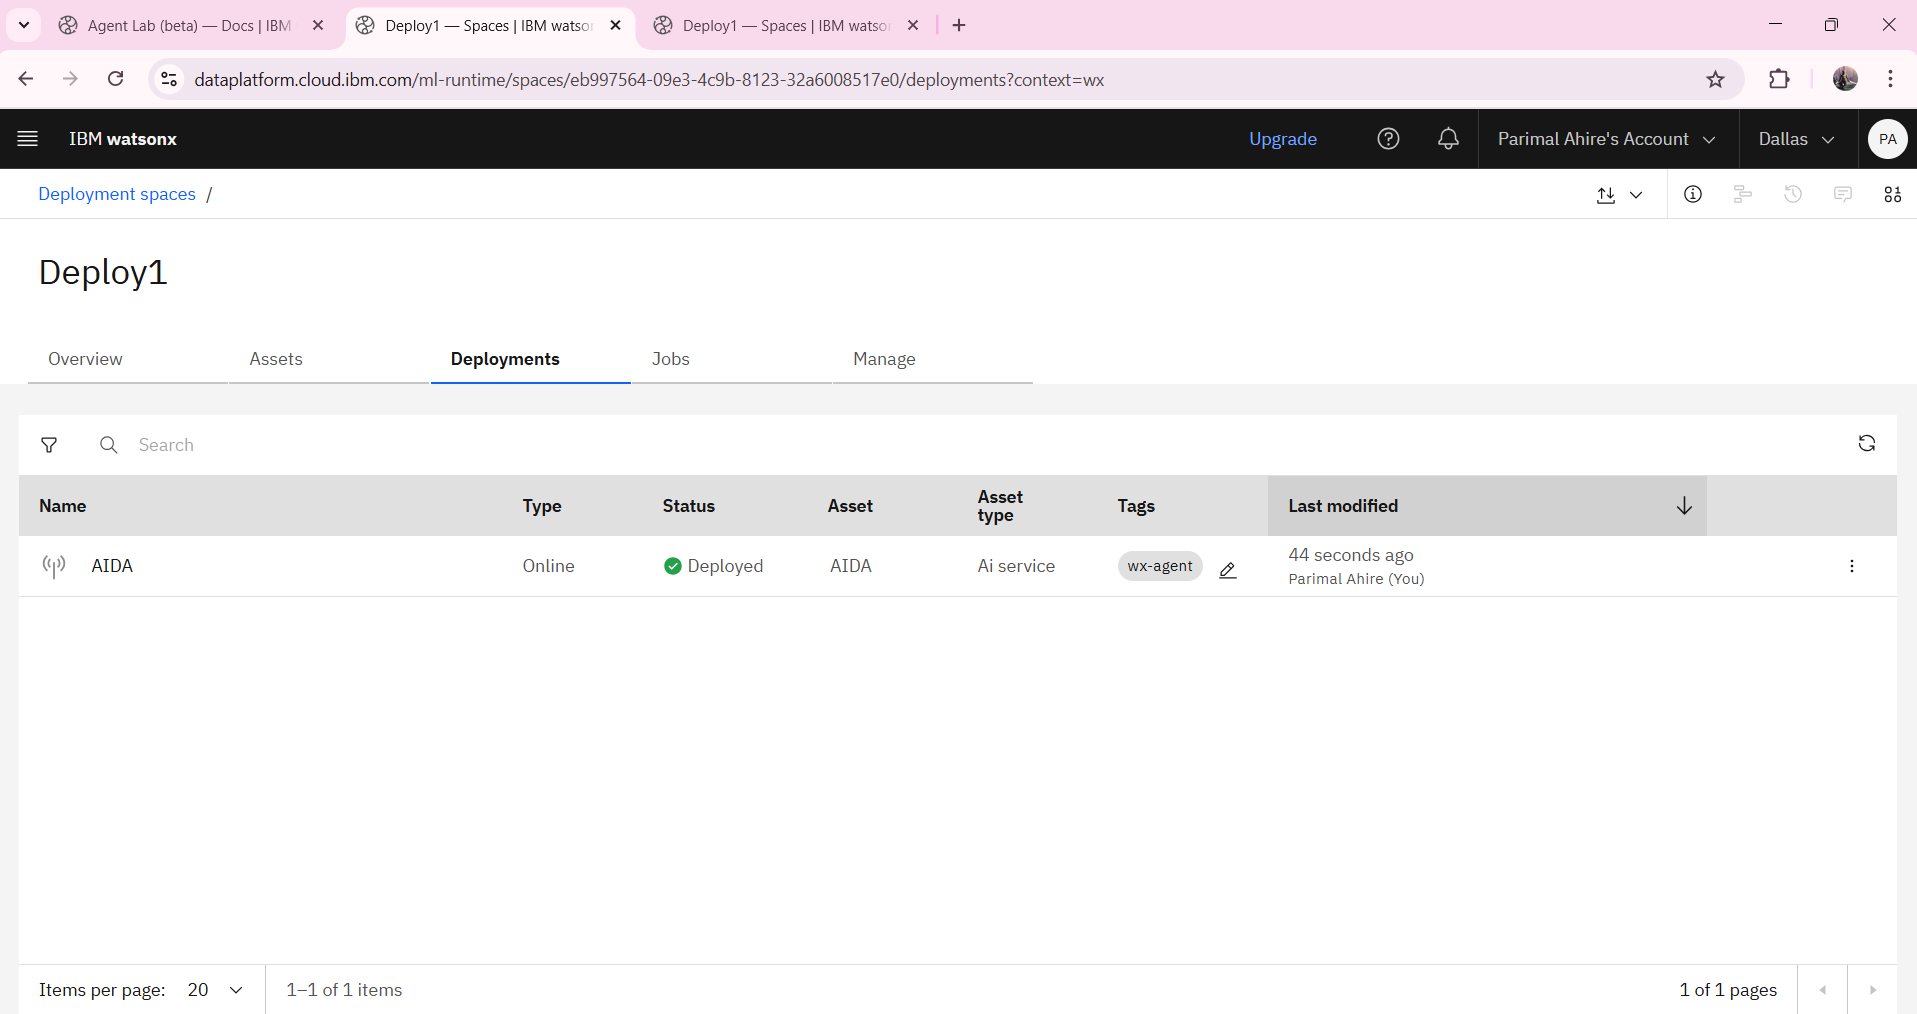 Agent Lab (beta) — Docs | IBM
Deploy1 — Spaces | IBM watso
Deploy1 — Spaces | IBM watso
dataplatform.cloud.ibm.com/ml-runtime/spaces/eb997564-09e3-4c9b-8123-32a6008517e0/deployments?context=wx
IBM watsonx
Upgrade
Parimal Ahire's Account
Dallas
PA
Deployment spaces /
Deploy1
Overview
Assets
Deployments
Jobs
Manage
Search
Name
Type
Status
Asset
Asset type
Tags
Last modified
AIDA
Online
Deployed
AIDA
Ai service
wx-agent
44 seconds ago
Parimal Ahire (You)
Items per page: 20
1–1 of 1 items
1 of 1 pages